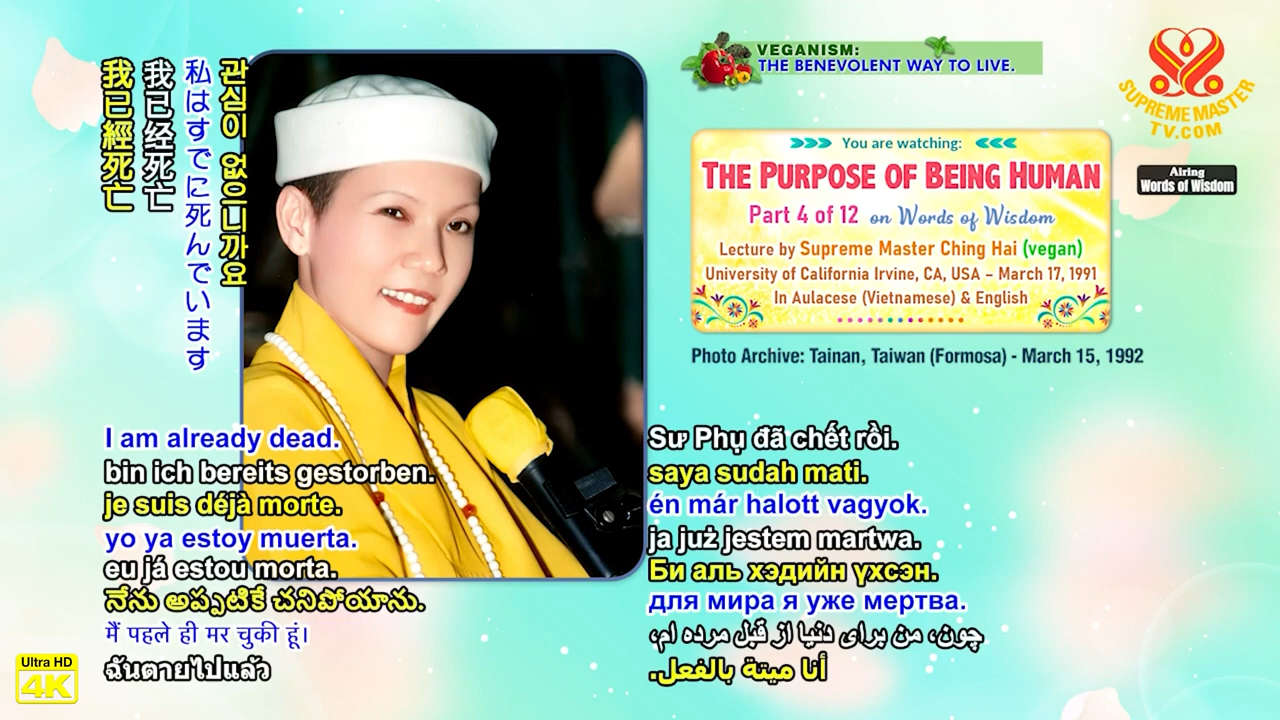 VEGANISM:
THE BENEVOLENT WAY TO LIVE.
SUPREME MASTER
TV.COM
Airing
Words of Wisdom
You are watching:
THE PURPOSE OF BEING HUMAN
Part 4 of 12 on Words of Wisdom
Lecture by Supreme Master Ching Hai (vegan)
University of California Irvine, CA, USA – March 17, 1991
In Aulacese (Vietnamese) & English
Photo Archive: Tainan, Taiwan (Formosa) - March 15, 1992
관심이 없으니까요
私はすでに死んでいます
我已经死亡
我已經死亡
I am already dead.
bin ich bereits gestorben.
je suis déjà morte.
yo ya estoy muerta.
eu já estou morta.
నేను అప్పటికే చనిపోయాను.
मैं पहले ही मर चुकी हूं।
ฉันตายไปแล้ว
Sư Phụ đã chết rồi.
saya sudah mati.
én már halott vagyok.
ja już jestem martwa.
Би аль хэдийн үхсэн.
для мира я уже мертва.
چون، من برای دنیا از قبل مرده ام،
أنا ميتة بالفعل.
Ultra HD
4K